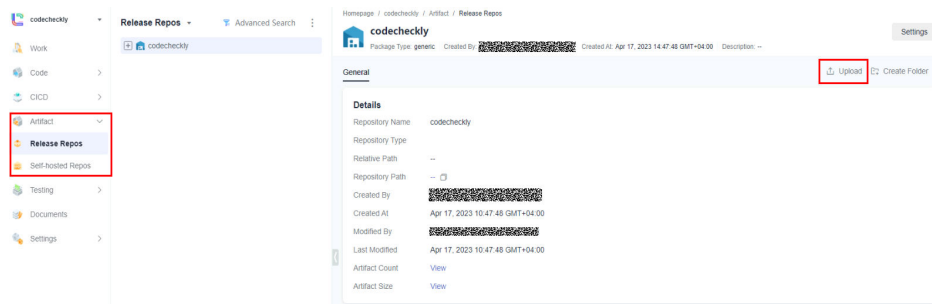 codecheckly
Work
Code
CICD
Artifact
Release Repos
Self-hosted Repos
Testing
Documents
Settings
Release Repos
Advanced Search
codecheckly
Homepage / codecheckly / Artifact / Release Repos
codecheckly
Settings
Package Type: generic Created By: Created At: Apr 17, 2023 14:47:48 GMT+04:00 Description: --
General
Upload
Create Folder
Details
Repository Name codecheckly
Repository Type
Relative Path --
Repository Path --
Created By
Created At Apr 17, 2023 10:47:48 GMT+04:00
Modified By
Last Modified Apr 17, 2023 10:47:48 GMT+04:00
Artifact Count View
Artifact Size View